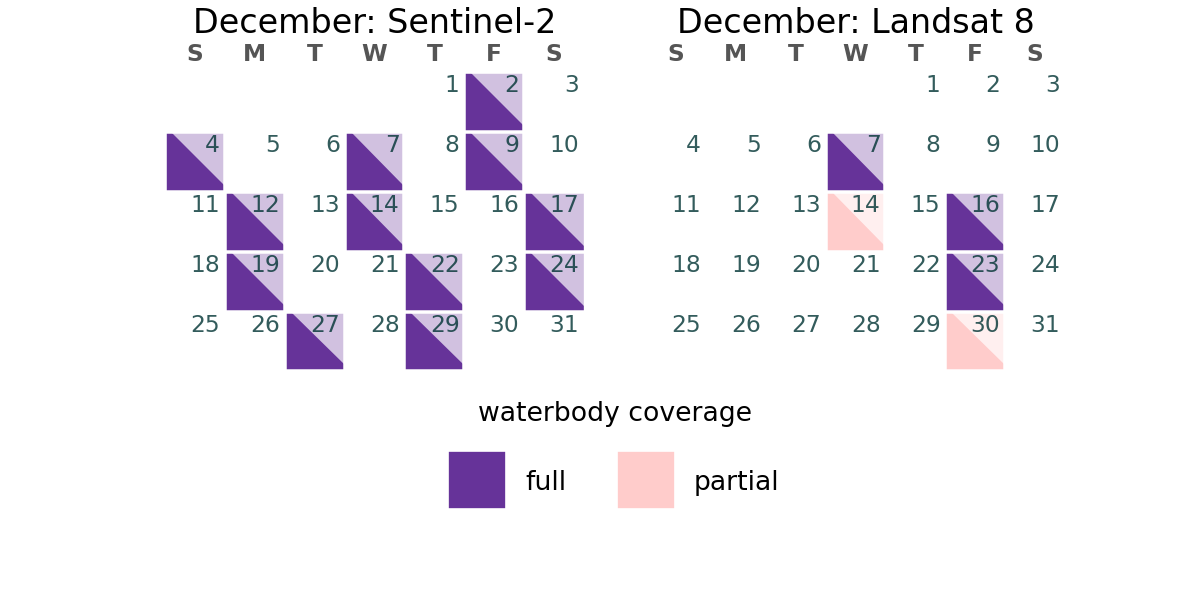 December: Sentinel-2
S M T W T F S
1 2 3
4 5 6 7 8 9 10
11 12 13 14 15 16 17
18 19 20 21 22 23 24
25 26 27 28 29 30 31
December: Landsat 8
S M T W T F S
1 2 3
4 5 6 7 8 9 10
11 12 13 14 15 16 17
18 19 20 21 22 23 24
25 26 27 28 29 30 31
waterbody coverage
full partial